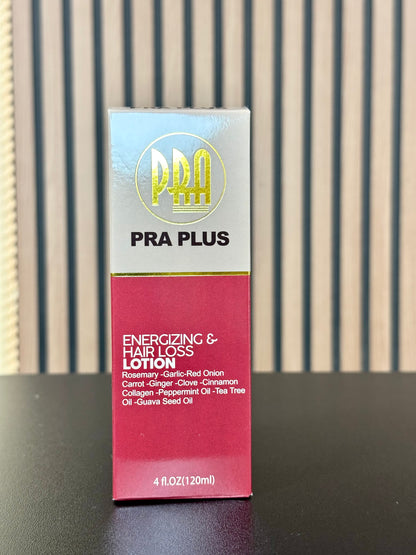 PRA
PRA PLUS
ENERGIZING &
HAIR LOSS
LOTION
Rosemary -Garlic-Red Onion
Carrot -Ginger -Clove -Cinnamon
Collagen -Peppermint Oil -Tea Tree
Oil -Guava Seed Oil
4 fl.OZ(120ml)